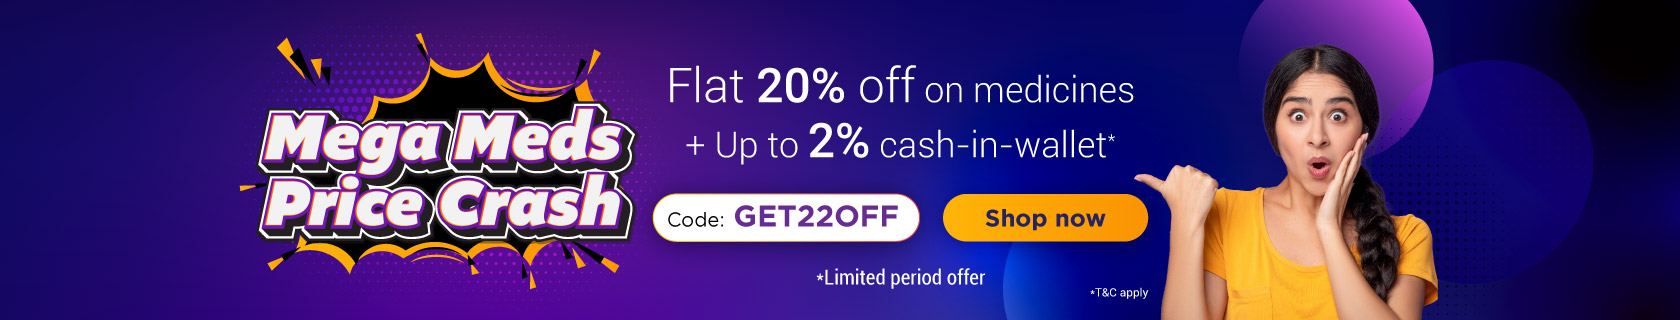 Mega Meds
Price Crash
Flat 20% off on medicines
+ Up to 2% cash-in-wallet*
Code: GET22OFF
Shop now
*Limited period offer
*T&C apply